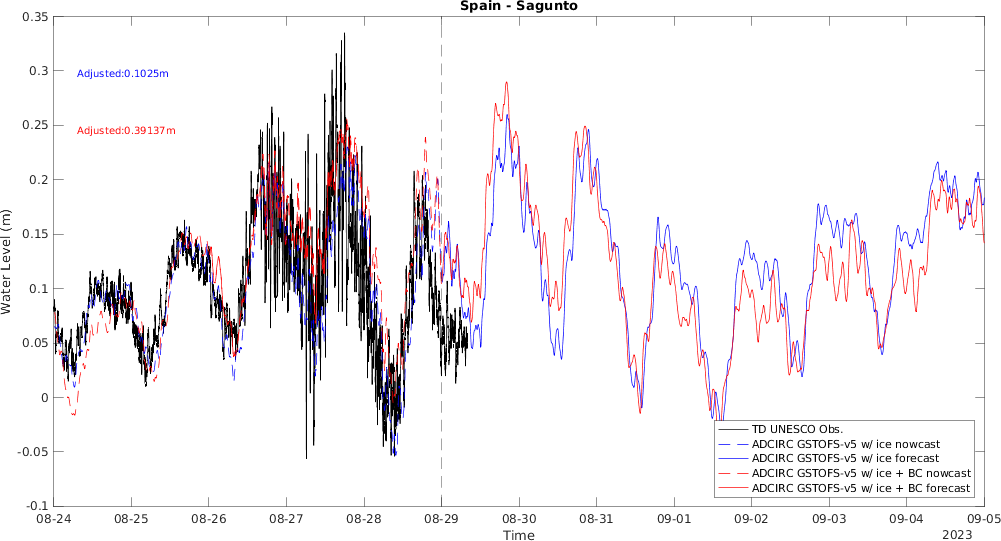 Spain - Sagunto
0.35
0.3
0.25
0.2
0.15
0.1
0.05
0
-0.05
-0.1
Water Level (m)
Adjusted:0.1025m
Adjusted:0.39137m
TD UNESCO Obs.
ADCIRC GSTOFS-v5 w/ ice nowcast
ADCIRC GSTOFS-v5 w/ ice forecast
ADCIRC GSTOFS-v5 w/ ice + BC nowcast
ADCIRC GSTOFS-v5 w/ ice + BC forecast
08-24 08-25 08-26 08-27 08-28 08-29 08-30 08-31 09-01 09-02 09-03 09-04 09-05
Time
2023